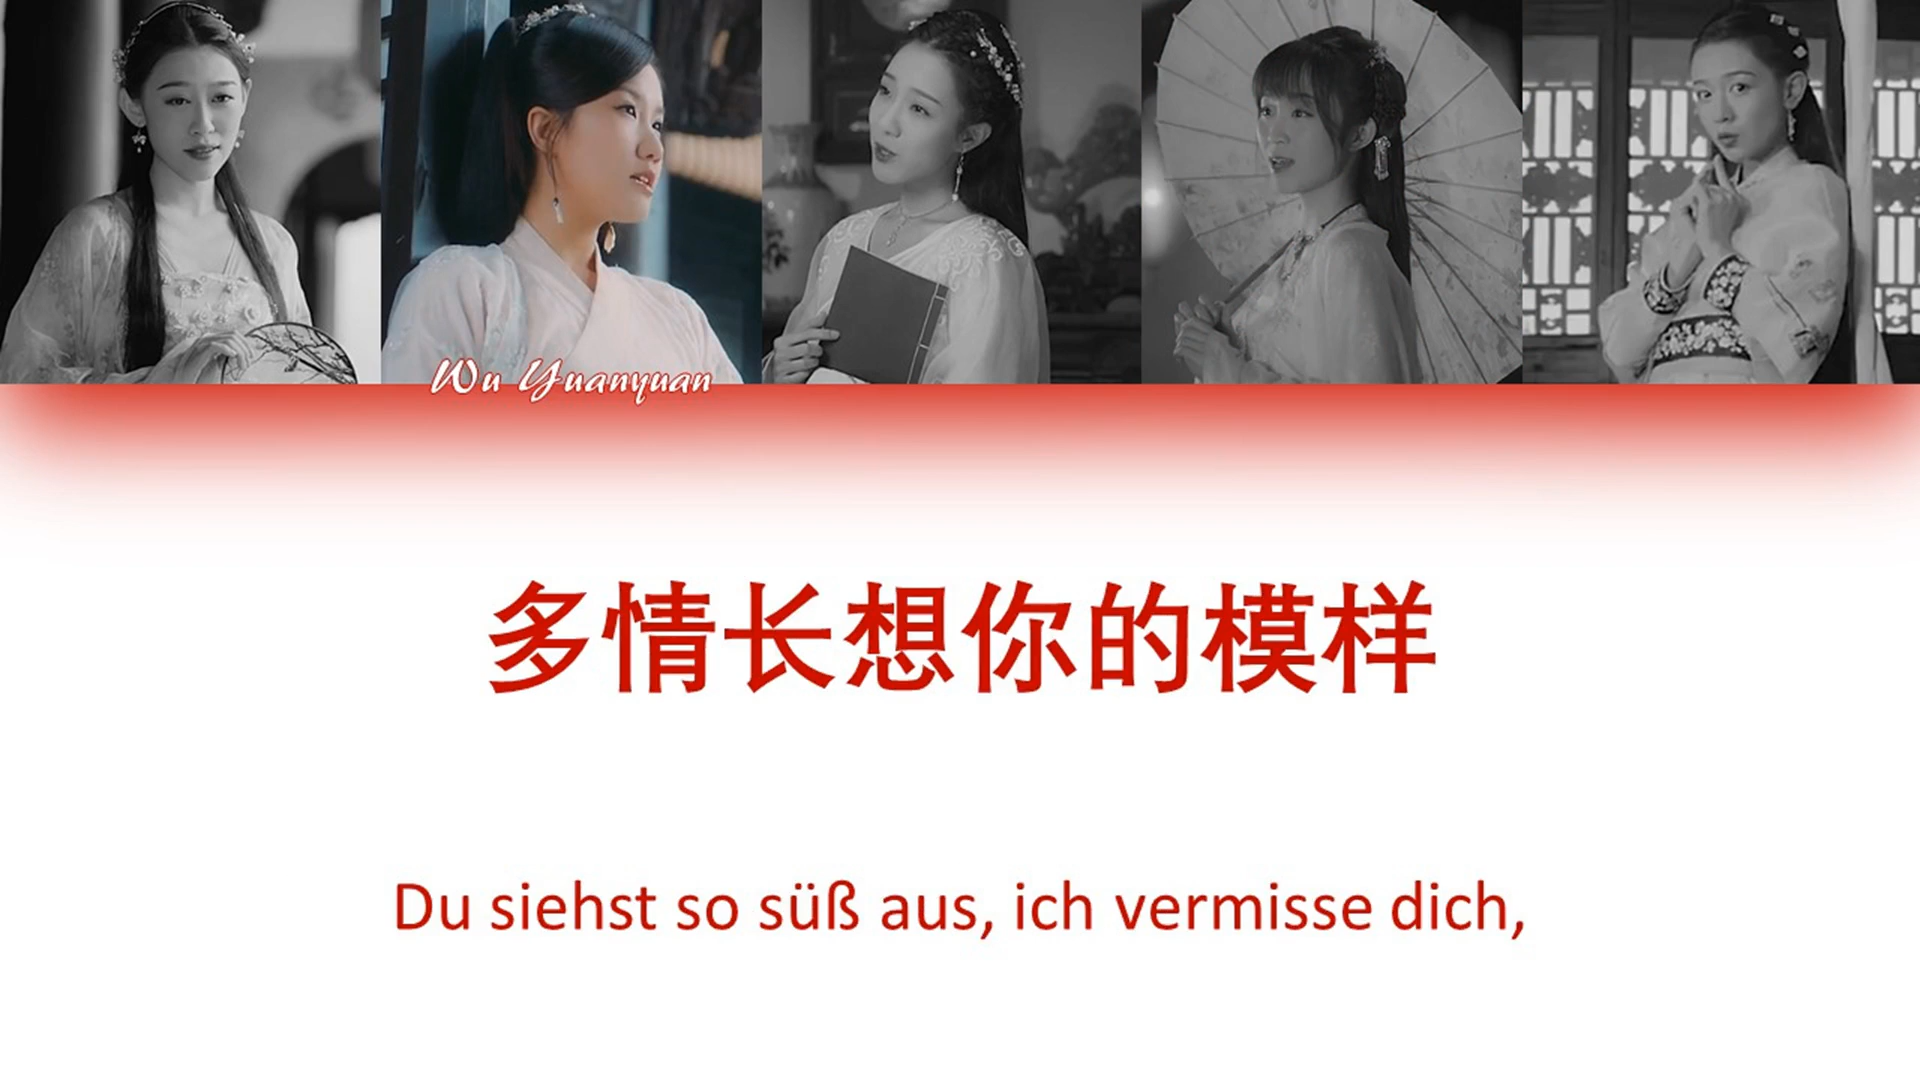 Wu Yuanyuan
多情长想你的模样
Du siehst so süß aus, ich vermisse dich,